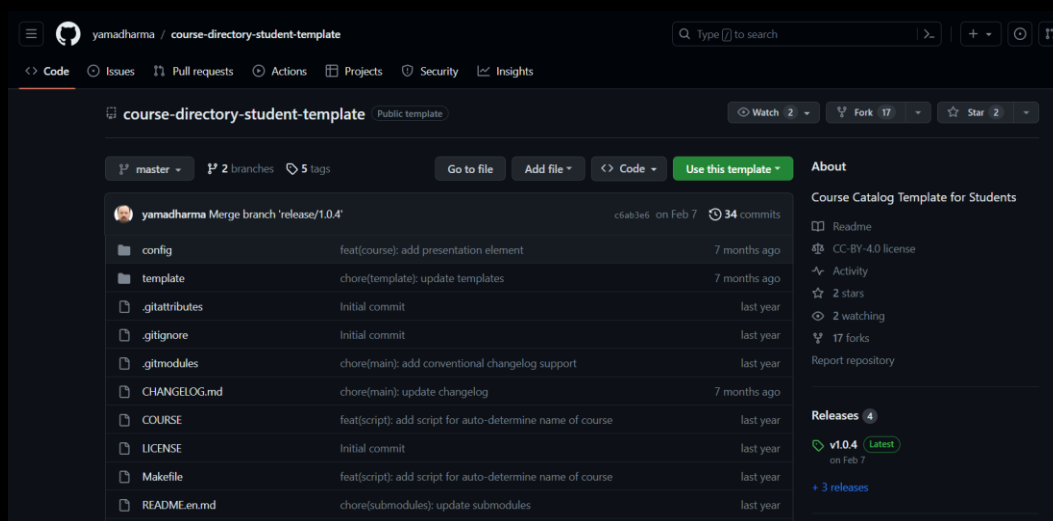 yamadharma / course-directory-student-template
Type / to search
Code Issues Pull requests Actions Projects Security Insights
course-directory-student-template Public template
Watch 2 Fork 17 Star 2
master 2 branches 5 tags Go to file Add file Code Use this template
About
Course Catalog Template for Students
yamadharma Merge branch 'release/1.0.4' c6ab3e6 on Feb 7 34 commits
Readme
config feat(course): add presentation element 7 months ago
CC-BY-4.0 license
Activity
template chore(template): update templates 7 months ago
2 stars
.gitattributes Initial commit last year
2 watching
.gitignore Initial commit last year
17 forks
Report repository
.gitmodules chore(main): add conventional changelog support last year
CHANGELOG.md chore(main): update changelog 7 months ago
Releases 4
COURSE feat(script): add script for auto-determine name of course last year
v1.0.4 Latest
LICENSE Initial commit last year
on Feb 7
Makefile feat(script): add script for auto-determine name of course last year
+ 3 releases
README.en.md chore(submodules): update submodules last year